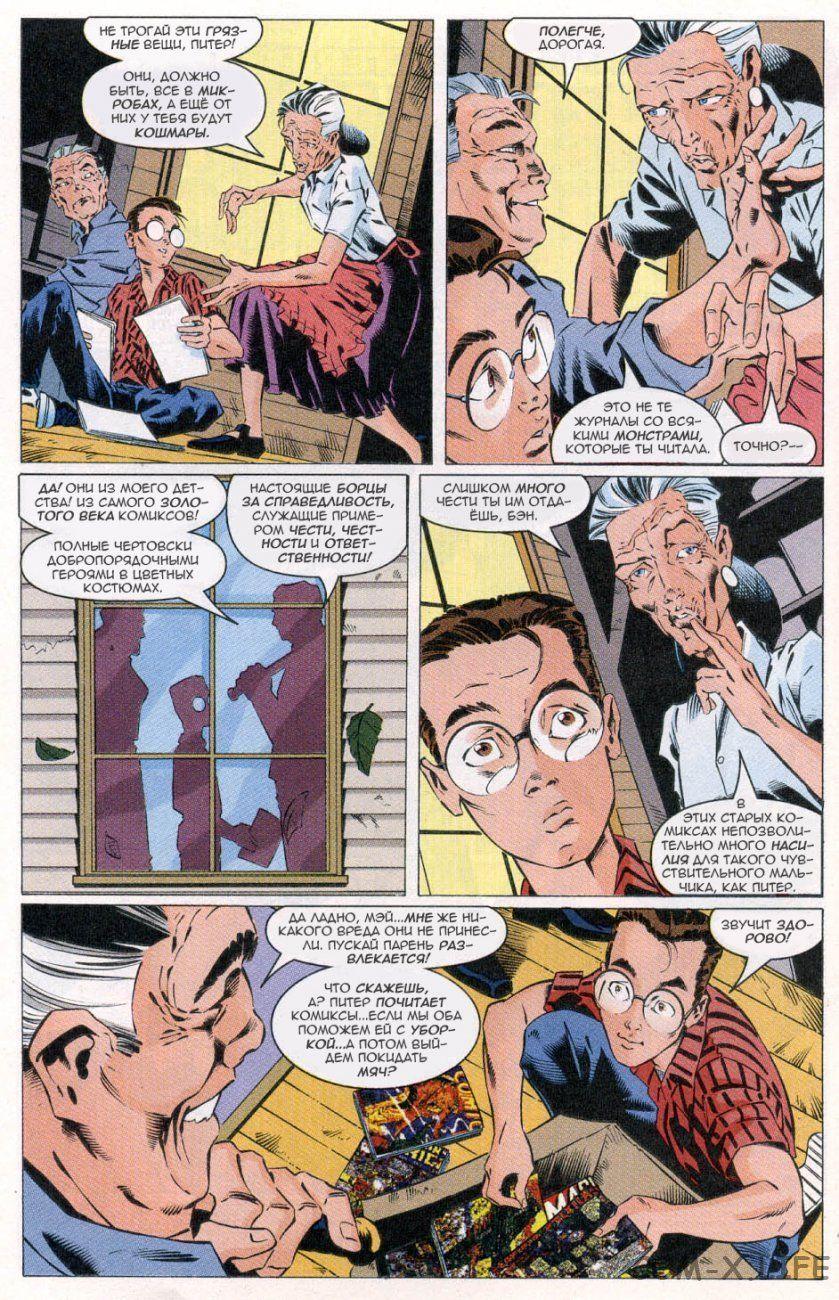 НЕ ТРОГАЙ ЭТИ ГРЯЗ-
НЫЕ ВЕЩИ, ПИТЕР!
ОНИ, ДОЛЖНО
БЫТЬ, ВСЕ В МИК-
РОБАХ, А ЕЩЁ ОТ
НИХ У ТЕБЯ БУДУТ
КОШМАРЫ.
ПОЛЕГЧЕ,
ДОРОГАЯ.
ЭТО НЕ ТЕ
ЖУРНАЛЫ СО ВСЯ-
КИМИ МОНСТРАМИ,
КОТОРЫЕ ТЫ ЧИТАЛА.
ТОЧНО?--
ДА! ОНИ ИЗ МОЕГО ДЕТ-
СТВА! ИЗ САМОГО ЗОЛО-
ТОГО ВЕКА КОМИКСОВ!
ПОЛНЫЕ ЧЕРТОВСКИ
ДОБРОПОРЯДОЧНЫМИ
ГЕРОЯМИ В ЦВЕТНЫХ
КОСТЮМАХ.
НАСТОЯЩИЕ БОРЦЫ
ЗА СПРАВЕДЛИВОСТЬ,
СЛУЖАЩИЕ ПРИМЕ-
РОМ ЧЕСТИ, ЧЕСТ-
НОСТИ И ОТВЕТ-
СТВЕННОСТИ!
СЛИШКОМ МНОГО
ЧЕСТИ ТЫ ИМ ОТДА-
ЁШЬ, БЭН.
В
ЭТИХ СТАРЫХ КО-
МИКСАХ НЕПОЗВОЛИ-
ТЕЛЬНО МНОГО НАСИ-
ЛИЯ ДЛЯ ТАКОГО ЧУВ-
СТВИТЕЛЬНОГО МАЛЬ-
ЧИКА, КАК ПИТЕР.
ДА ЛАДНО, МЭЙ...МНЕ ЖЕ НИ-
КАКОГО ВРЕДА ОНИ НЕ ПРИНЕС-
ЛИ. ПУСКАЙ ПАРЕНЬ РАЗ-
ВЛЕКАЕТСЯ!
ЧТО СКАЖЕШЬ,
А? ПИТЕР ПОЧИТАЕТ
КОМИКСЫ...ЕСЛИ МЫ ОБА
ПОМОЖЕМ ЕЙ С УБОР-
КОЙ...А ПОТОМ ВЫЙ-
ДЕМ ПОКИДАТЬ
МЯЧ?
ЗВУЧИТ ЗДО-
РОВО!